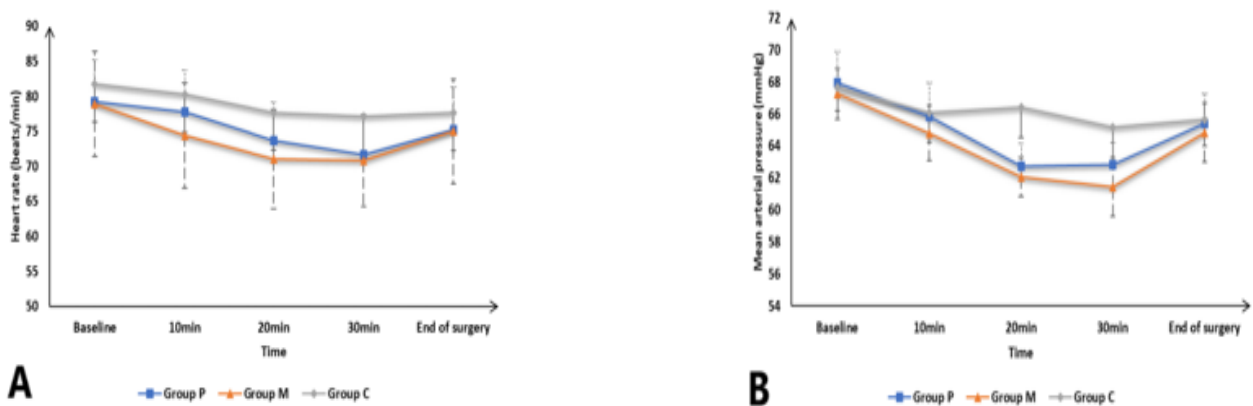 Heart rate (beats/min)
90
85
80
75
70
65
60
55
50
Baseline 10min 20min 30min End of surgery
Time
A
Group P Group M Group C
Mean arterial pressure (mmHg)
72
70
68
66
64
62
60
58
56
54
Baseline 10min 20min 30min End of surgery
Time
B
Group P Group M Group C